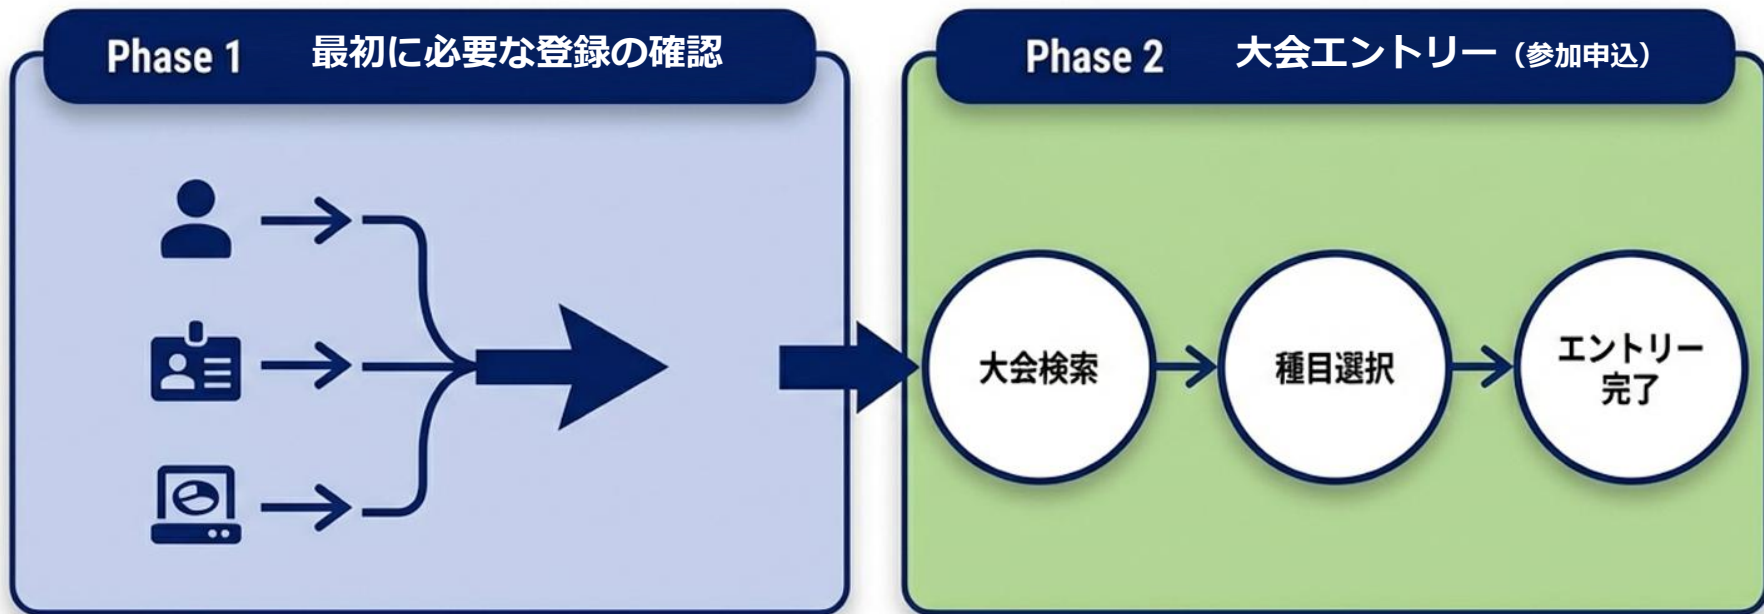 Phase 1 最初に必要な登録の確認
Phase 2 大会エントリー（参加申込）
大会検索
種目選択
エントリー
完了